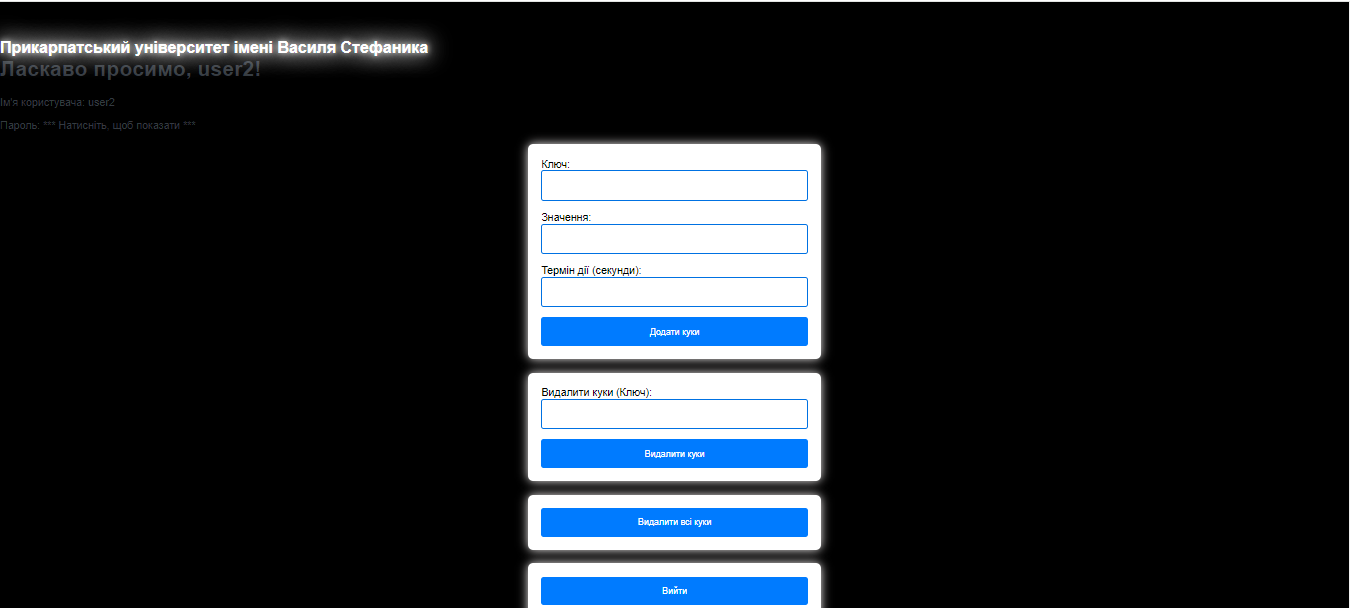 Прикарпатський університет імені Василя Стефаника
Ласкаво просимо, user2!
Ім'я користувача: user2
Пароль: *** Натисніть, щоб показати ***
Ключ:
Значення:
Термін дії (секунди):
Додати куки
Видалити куки (Ключ):
Видалити куки
Видалити всі куки
Вийти